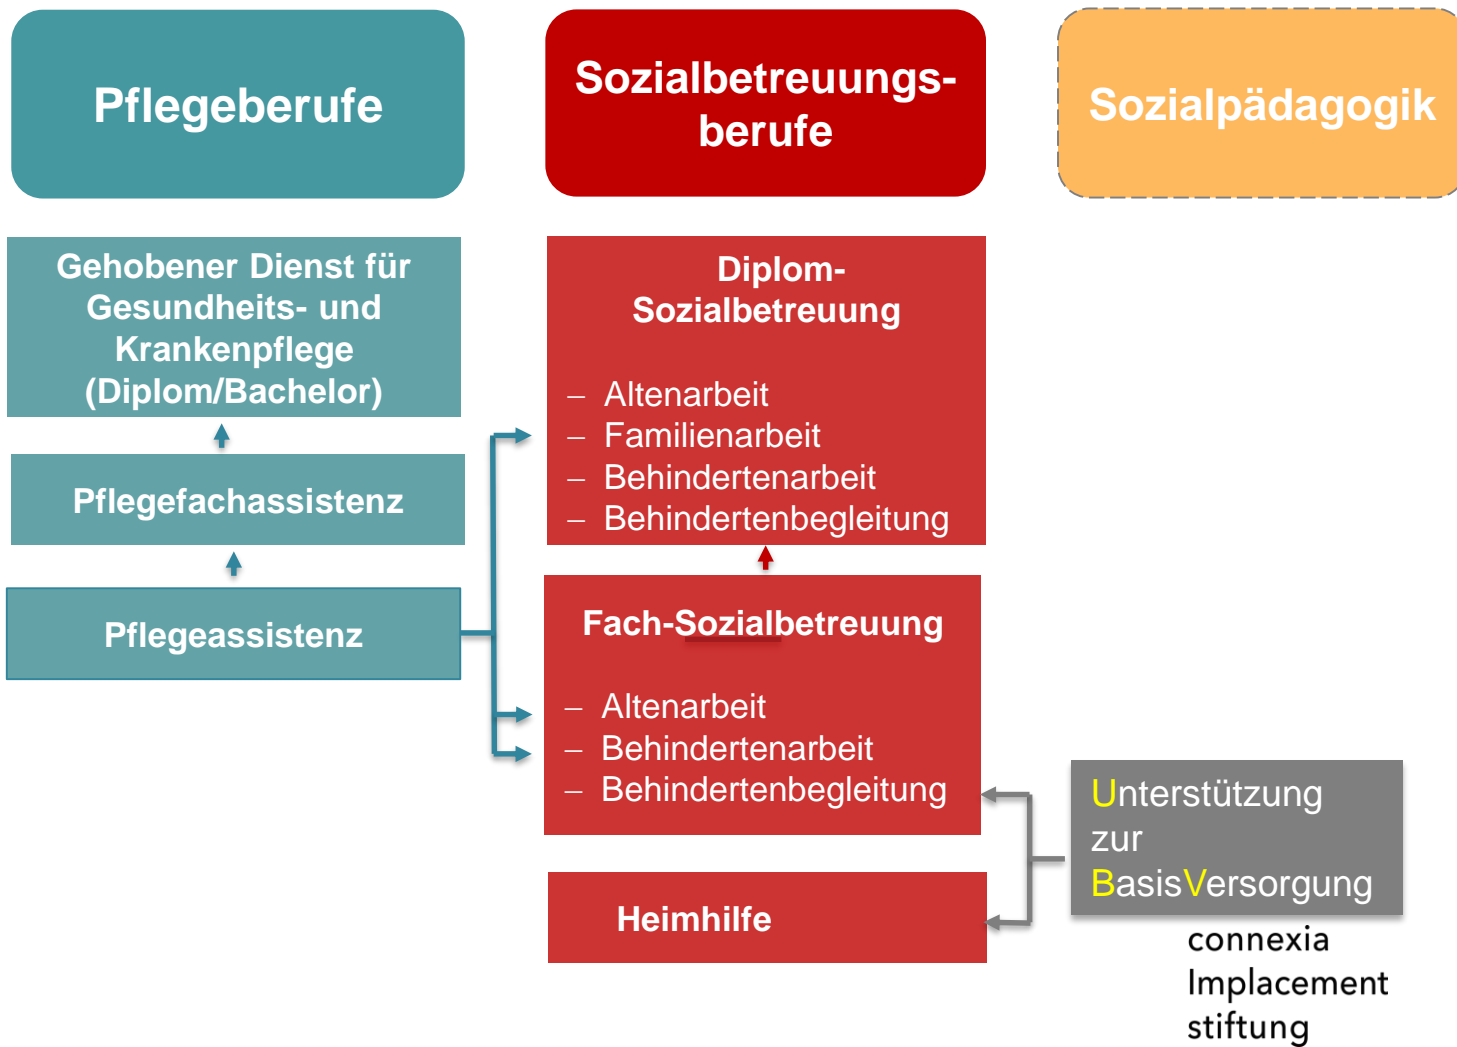 Pflegeberufe
Sozialbetreuungs-
berufe
Sozialpädagogik
Gehobener Dienst für
Gesundheits- und
Krankenpflege
(Diplom/Bachelor)
Pflegefachassistenz
Pflegeassistenz
Diplom-
Sozialbetreuung
– Altenarbeit
– Familienarbeit
– Behindertenarbeit
– Behindertenbegleitung
Fach-Sozialbetreuung
– Altenarbeit
– Behindertenarbeit
– Behindertenbegleitung
Heimhilfe
Unterstützung
zur
BasisVersorgung
connexia
Implacement
stiftung